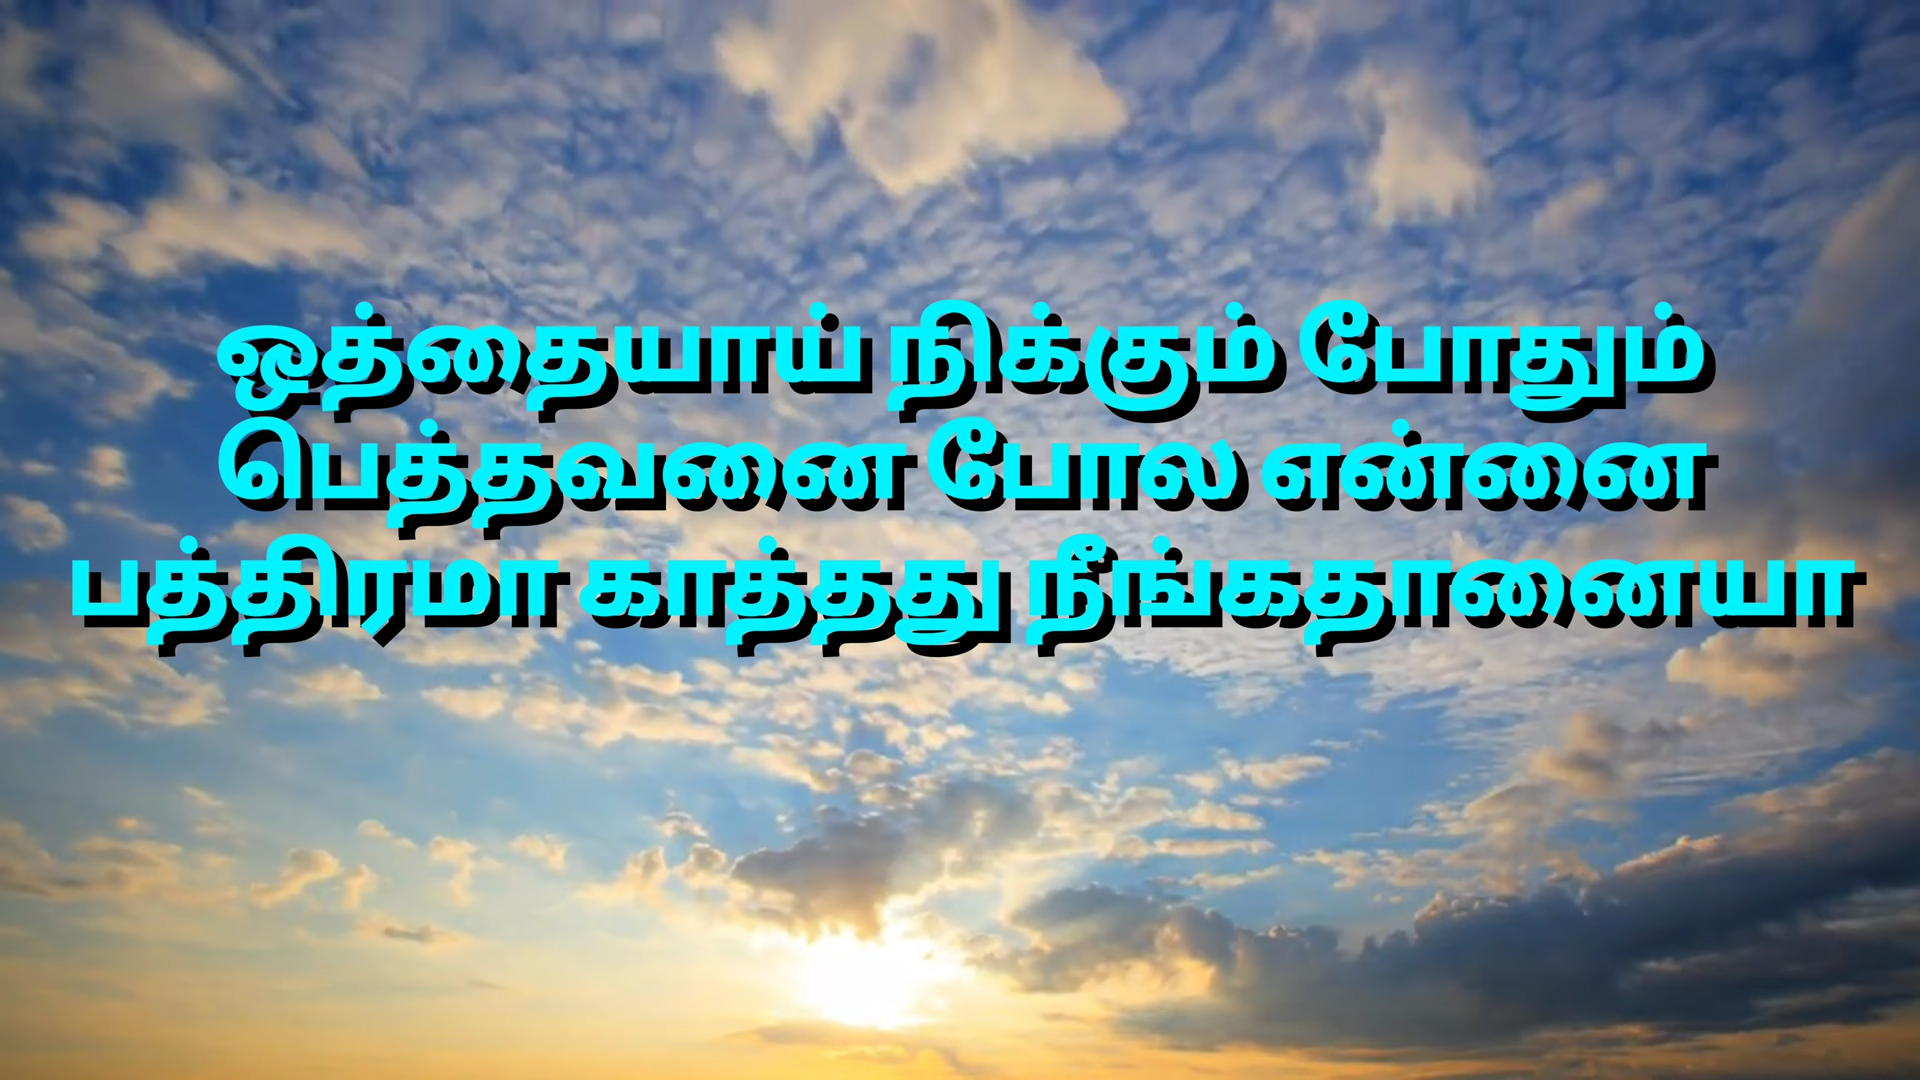 ஒத்தையாய் நிக்கும் போதும்
பெத்தவனை போல என்னை
பத்திரமா காத்தது நீங்கதானையா